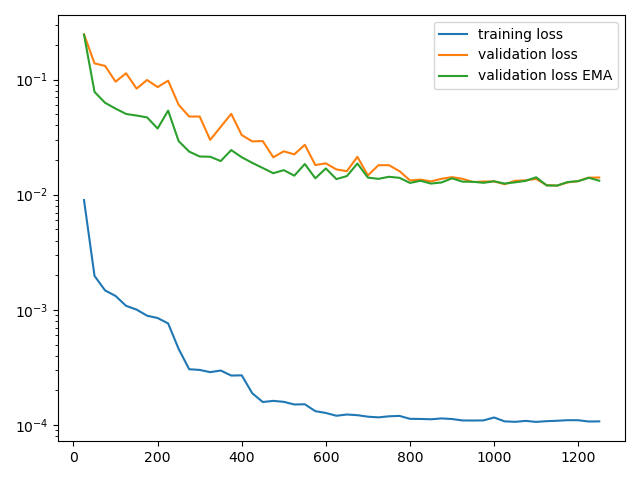 training loss
validation loss
validation loss EMA
10⁻¹
10⁻²
10⁻³
10⁻⁴
0 200 400 600 800 1000 1200